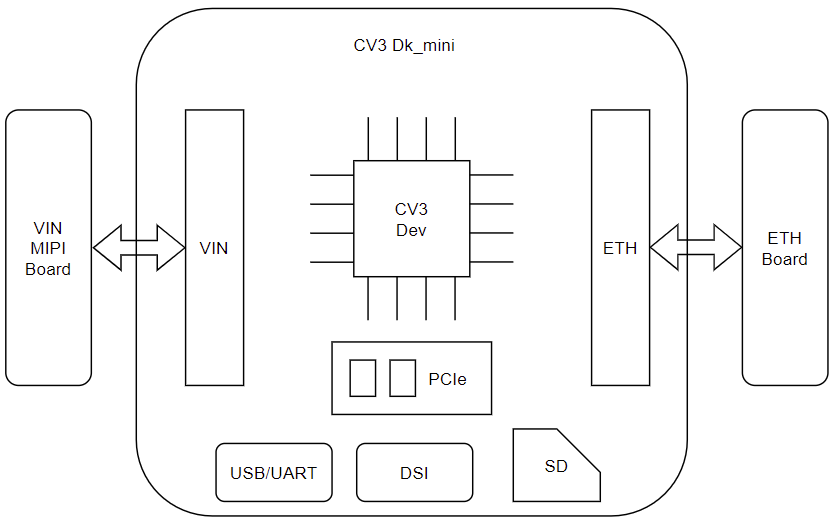 CV3 Dk_mini
VIN
MIPI
Board
VIN
CV3
Dev
ETH
ETH
Board
PCIe
USB/UART
DSI
SD